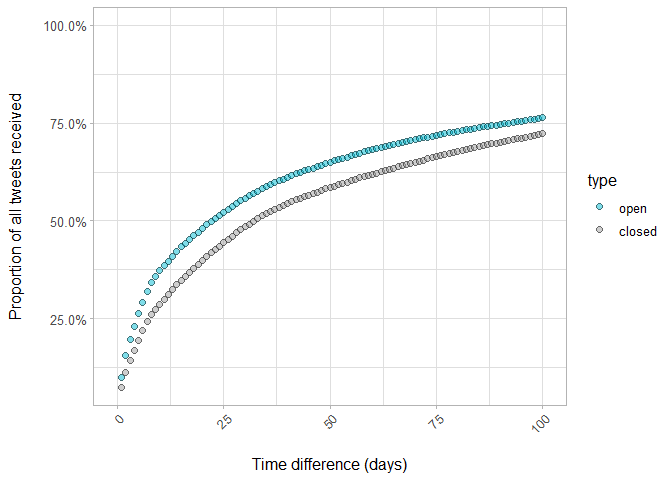 100.0%
75.0%
50.0%
25.0%
Proportion of all tweets received
0
25
50
75
100
Time difference (days)
type
open
closed